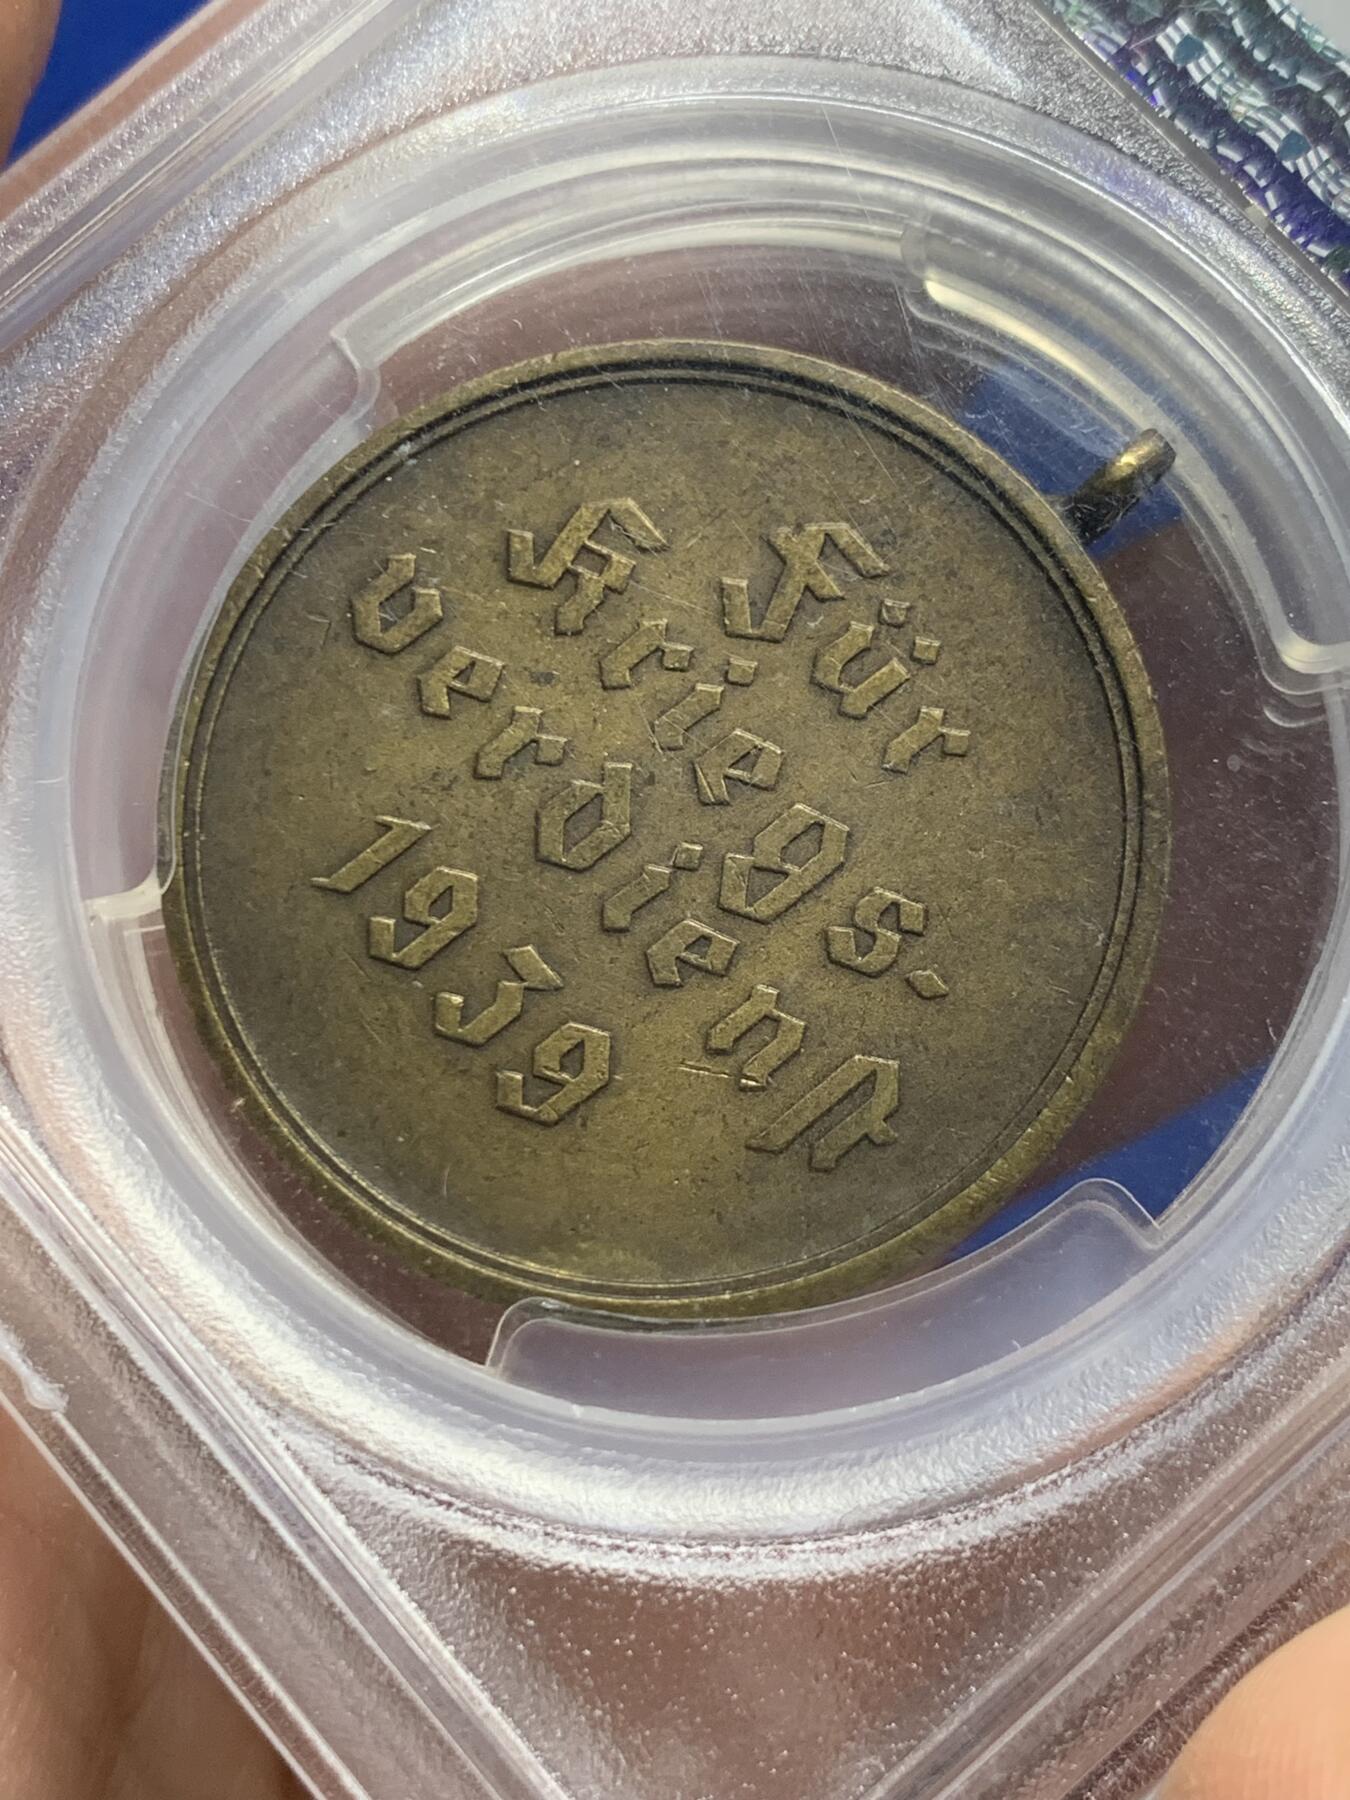 Für
Kriegs-
verdienst
1939